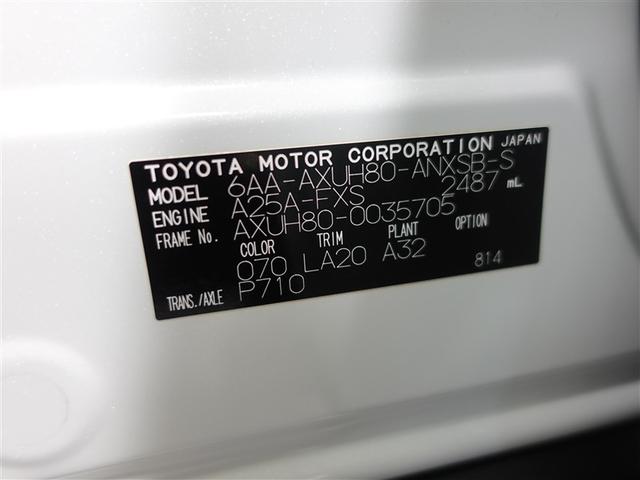 TOYOTA MOTOR CORPORATION JAPAN
MODEL 6AA-AXUH80-ANXSB-S
ENGINE A25A-FXS 2487 mL
FRAME No. AXUH80-0035705
COLOR TRIM PLANT OPTION
070 LA20 A32 814
TRANS./AXLE P710